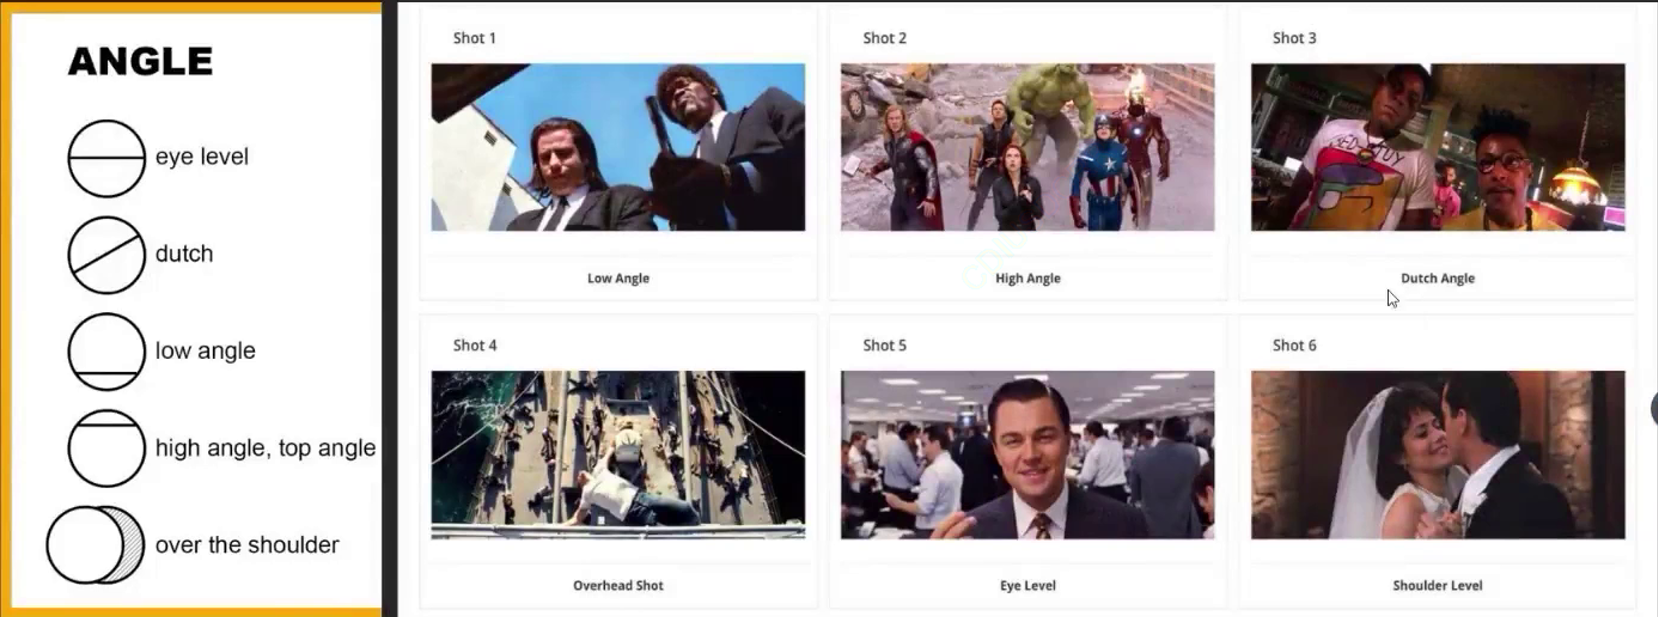 ANGLE
eye level
dutch
low angle
high angle, top angle
over the shoulder
Shot 1
Shot 2
Shot 3
Low Angle
High Angle
Dutch Angle
Shot 4
Shot 5
Shot 6
Overhead Shot
Eye Level
Shoulder Level